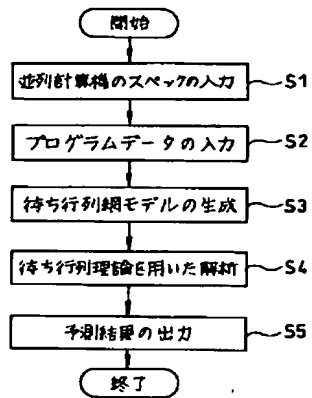 開始
並列計算機のスペックの入力 S1
プログラムデータの入力 S2
待ち行列網モデルの生成 S3
待ち行列理論を用いた解析 S4
予測結果の出力 S5
終了